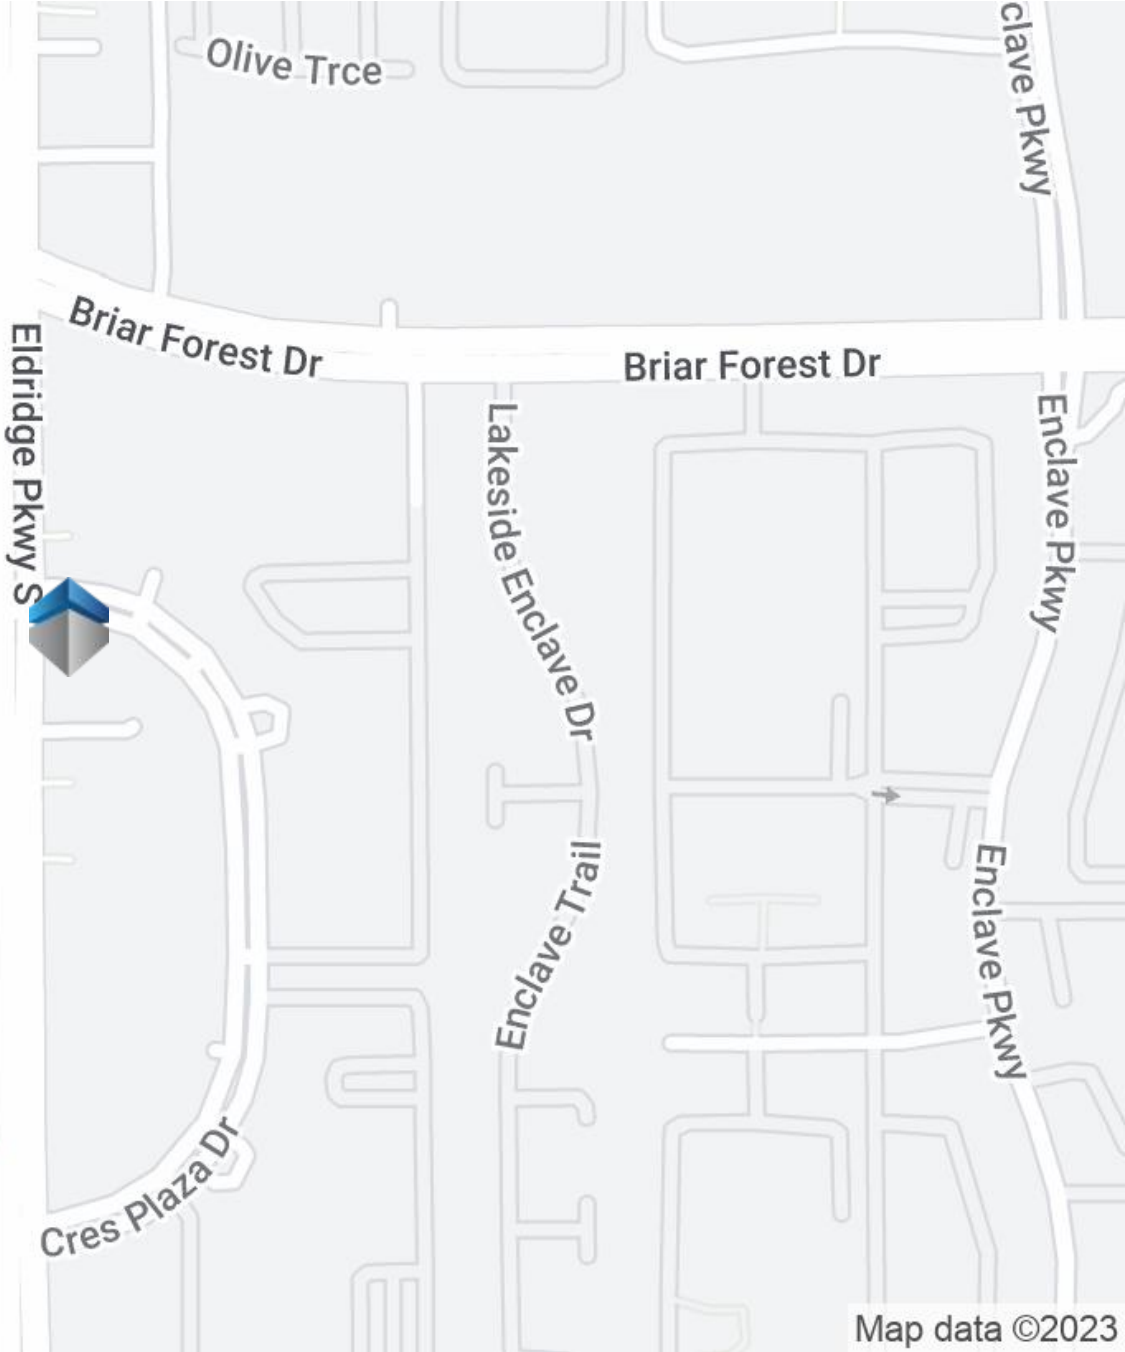 Olive Trce
clave Pkwy
Briar Forest Dr
Briar Forest Dr
Eldridge Pkwy S
Lakeside Enclave Dr
Enclave Pkwy
Enclave Trail
Enclave Pkwy
Cres Plaza Dr
Map data ©2023